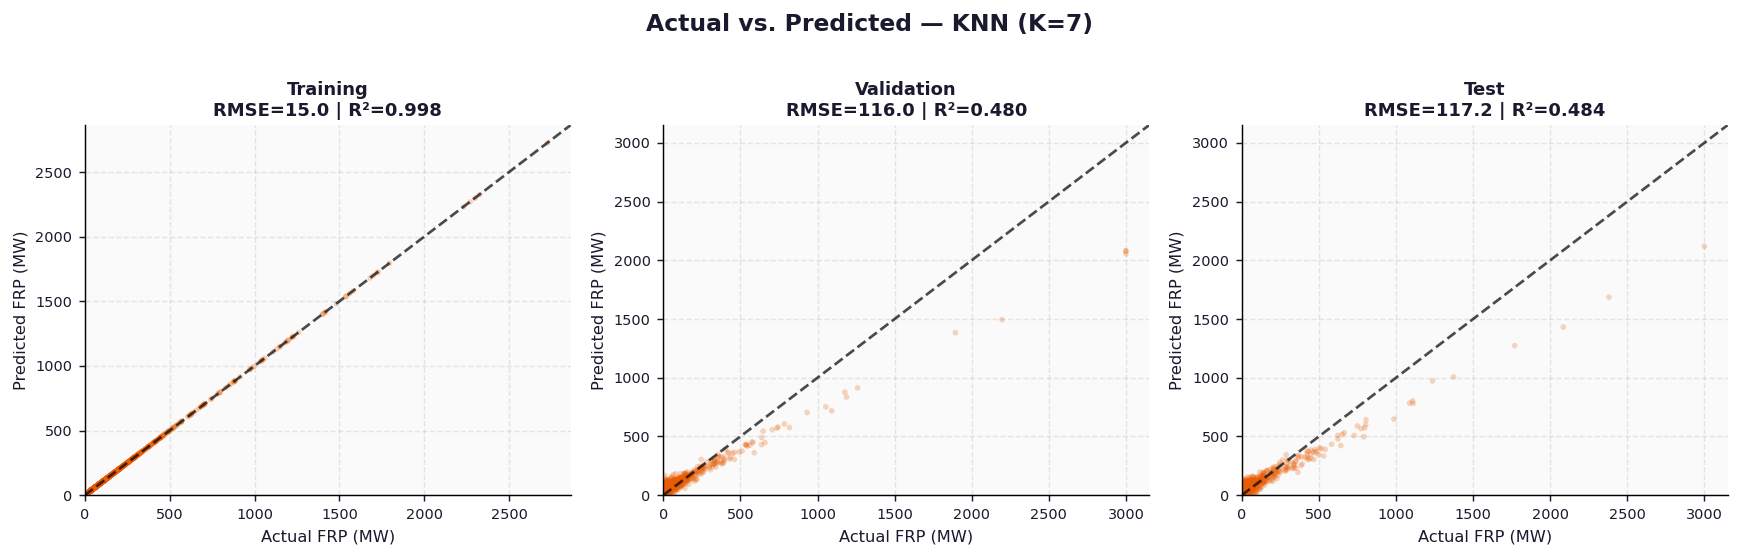 Actual vs. Predicted — KNN (K=7)
Training
RMSE=15.0 | R²=0.998
Predicted FRP (MW)
2500
2000
1500
1000
500
0
0 500 1000 1500 2000 2500
Actual FRP (MW)
Validation
RMSE=116.0 | R²=0.480
Predicted FRP (MW)
3000
2500
2000
1500
1000
500
0
0 500 1000 1500 2000 2500 3000
Actual FRP (MW)
Test
RMSE=117.2 | R²=0.484
Predicted FRP (MW)
3000
2500
2000
1500
1000
500
0
0 500 1000 1500 2000 2500 3000
Actual FRP (MW)